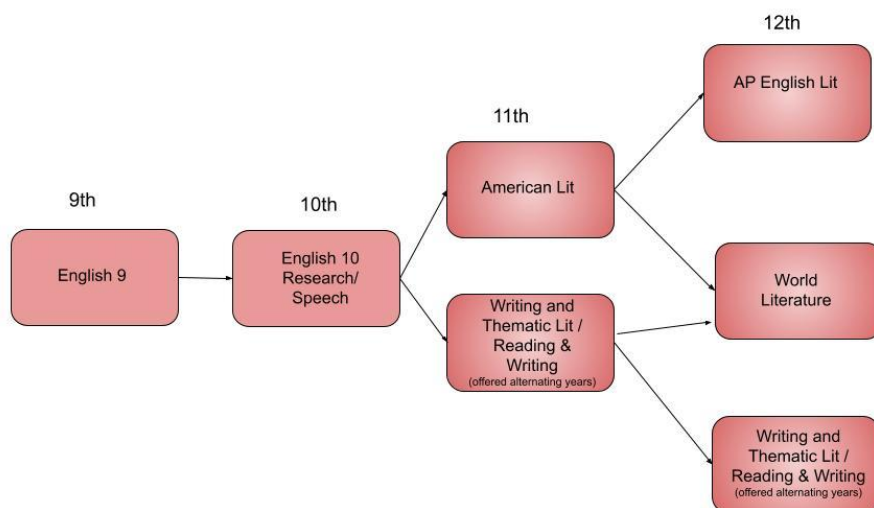 9th
English 9
10th
English 10
Research/
Speech
11th
American Lit
Writing and
Thematic Lit /
Reading &
Writing
(offered alternating years)
12th
AP English Lit
World
Literature
Writing and
Thematic Lit /
Reading & Writing
(offered alternating years)